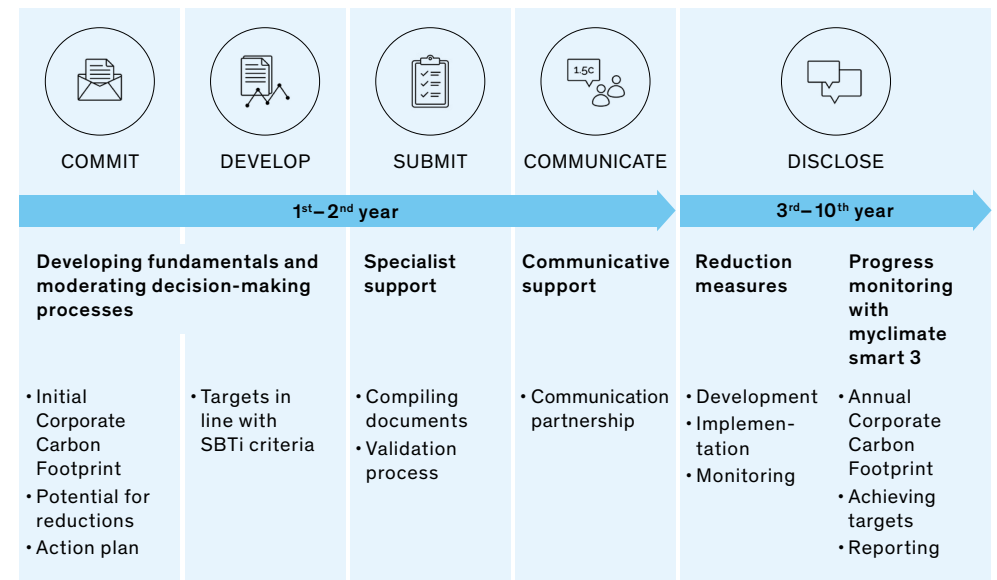 1.5C
COMMIT
DEVELOP
SUBMIT
COMMUNICATE
DISCLOSE
1st–2nd year
3rd–10th year
Developing fundamentals and
moderating decision-making
processes
Specialist
support
Communicative
support
Reduction
measures
Progress
monitoring
with
myclimate
smart 3
• Initial
Corporate
Carbon
Footprint
• Potential for
reductions
• Action plan
• Targets in
line with
SBTi criteria
• Compiling
documents
• Validation
process
• Communication
partnership
• Development
• Implemen-
tation
• Monitoring
• Annual
Corporate
Carbon
Footprint
• Achieving
targets
• Reporting